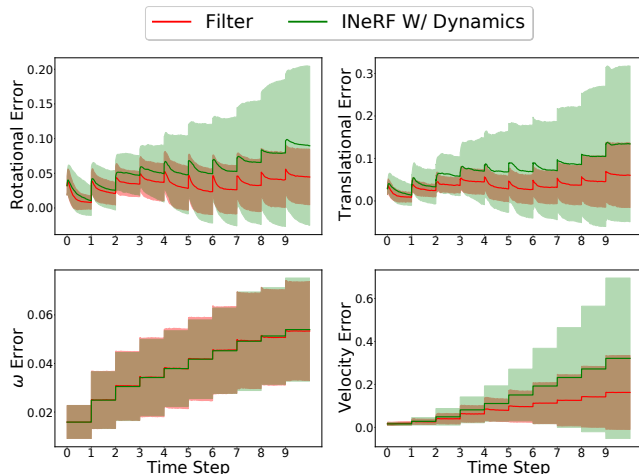 Filter INeRF W/ Dynamics
Rotational Error
0.20
0.15
0.10
0.05
0.00
0 1 2 3 4 5 6 7 8 9
Translational Error
0.3
0.2
0.1
0.0
0 1 2 3 4 5 6 7 8 9
ω Error
0.06
0.04
0.02
0 1 2 3 4 5 6 7 8 9
Time Step
Velocity Error
0.6
0.4
0.2
0.0
0 1 2 3 4 5 6 7 8 9
Time Step